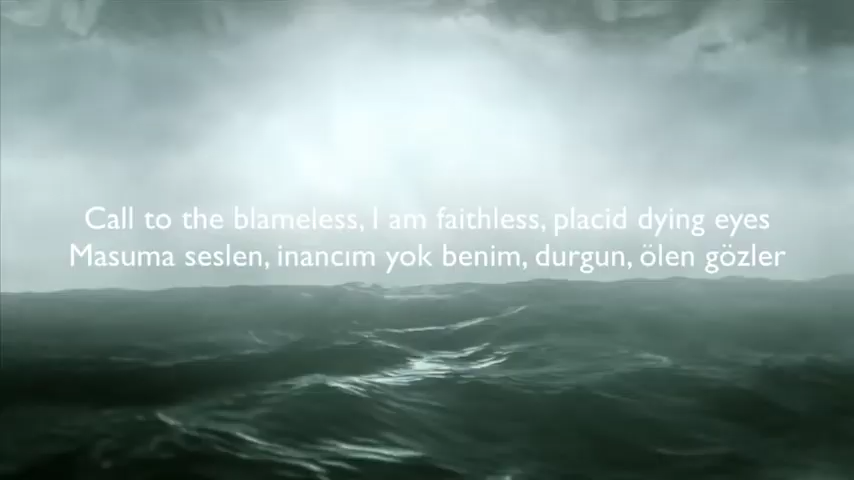 Call to the blameless, I am faithless, placid dying eyes
Masuma seslen, inancım yok benim, durgun, ölen gözler